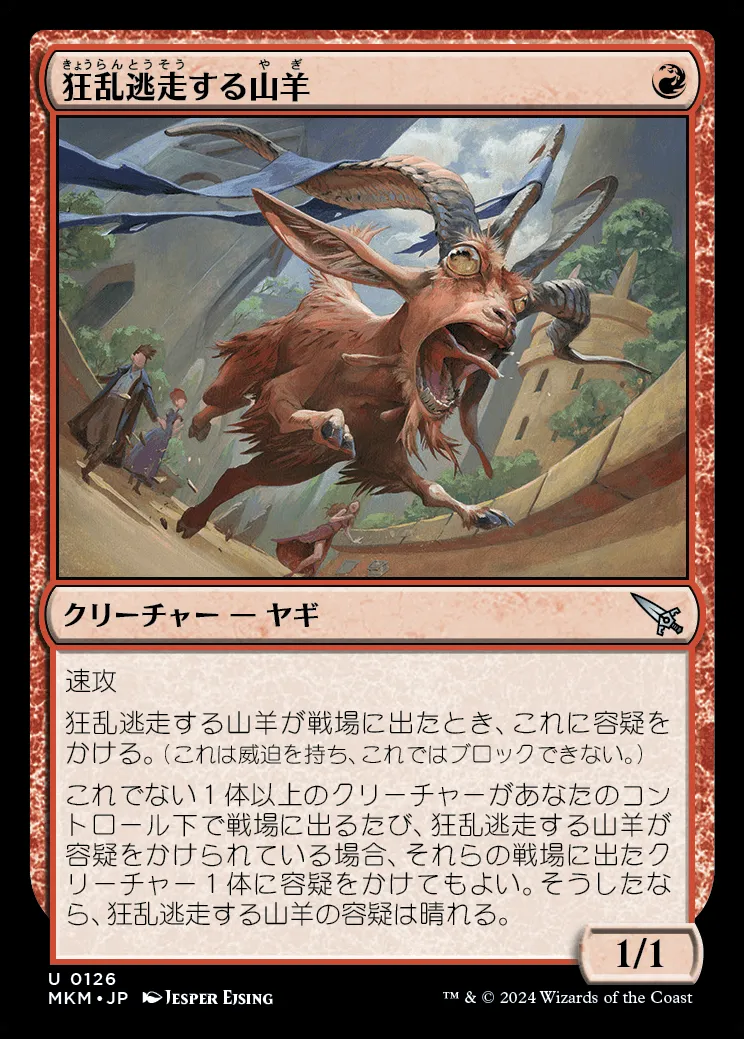 きょうらんとうそう や ぎ
狂乱逃走する山羊
クリーチャー — ヤギ
速攻
狂乱逃走する山羊が戦場に出たとき、これに容疑を
かける。(これは威迫を持ち、これではブロックできない。)
これでない1体以上のクリーチャーがあなたのコン
トロール下で戦場に出るたび、狂乱逃走する山羊が
容疑をかけられている場合、それらの戦場に出たク
リーチャー1体に容疑をかけてもよい。そうしたな
ら、狂乱逃走する山羊の容疑は晴れる。
1/1
U 0126
MKM • JP Jesper Ejsing
™ & © 2024 Wizards of the Coast